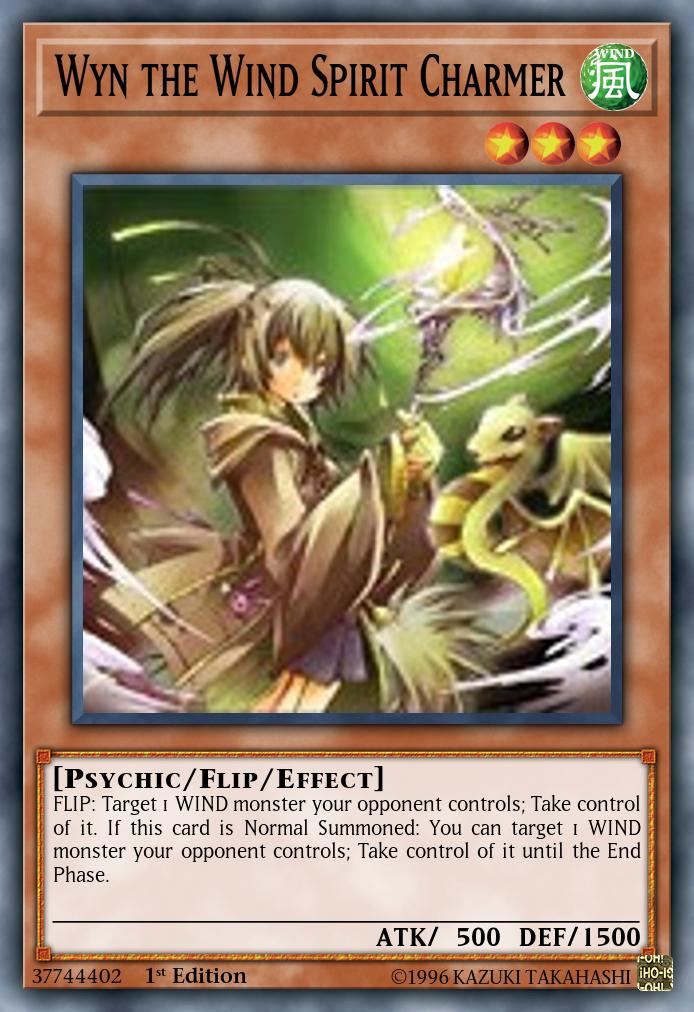 Wyn the Wind Spirit Charmer
WIND
風
[Psychic/Flip/Effect]
FLIP: Target 1 WIND monster your opponent controls; Take control
of it. If this card is Normal Summoned: You can target 1 WIND
monster your opponent controls; Take control of it until the End
Phase.
ATK/ 500 DEF/1500
37744402 1st Edition ©1996 KAZUKI TAKAHASHI